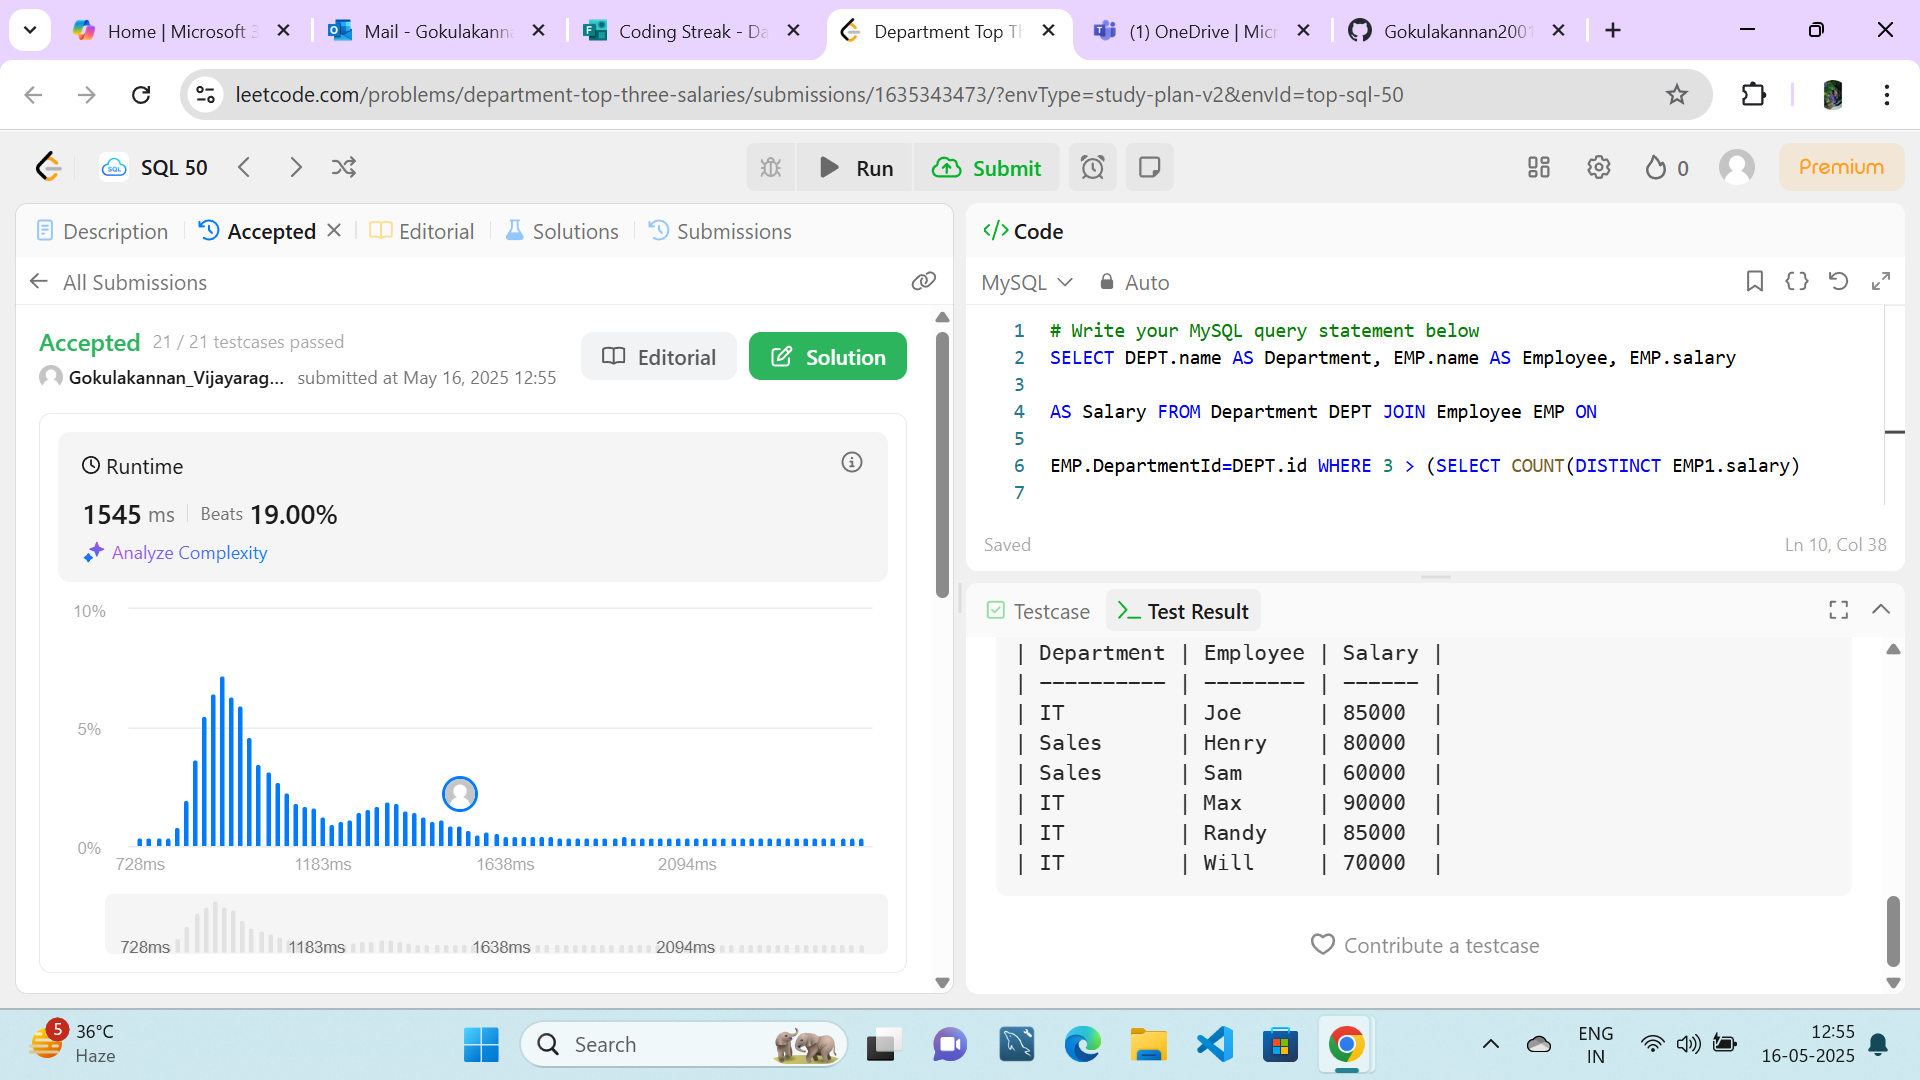 Home | Microsoft 3
Mail - Gokulakann
Coding Streak - Da
Department Top Th
(1) OneDrive | Micr
Gokulakannan2001
leetcode.com/problems/department-top-three-salaries/submissions/1635343473/?envType=study-plan-v2&envId=top-sql-50
SQL
SQL 50
Run
Submit
0
Premium
Description
Accepted
Editorial
Solutions
Submissions
All Submissions
Accepted 21 / 21 testcases passed
Gokulakannan_Vijayarag... submitted at May 16, 2025 12:55
Editorial
Solution
Runtime
1545 ms Beats 19.00%
Analyze Complexity
10%
5%
0%
728ms 1183ms 1638ms 2094ms
728ms 1183ms 1638ms 2094ms
</> Code
MySQL Auto
1 # Write your MySQL query statement below
2 SELECT DEPT.name AS Department, EMP.name AS Employee, EMP.salary
3
4 AS Salary FROM Department DEPT JOIN Employee EMP ON
5
6 EMP.DepartmentId=DEPT.id WHERE 3 > (SELECT COUNT(DISTINCT EMP1.salary)
7
Saved Ln 10, Col 38
Testcase
Test Result
| Department | Employee | Salary |
| ---------- | -------- | ------ |
| IT | Joe | 85000 |
| Sales | Henry | 80000 |
| Sales | Sam | 60000 |
| IT | Max | 90000 |
| IT | Randy | 85000 |
| IT | Will | 70000 |
Contribute a testcase
5
36°C
Haze
Search
ENG
IN
12:55
16-05-2025